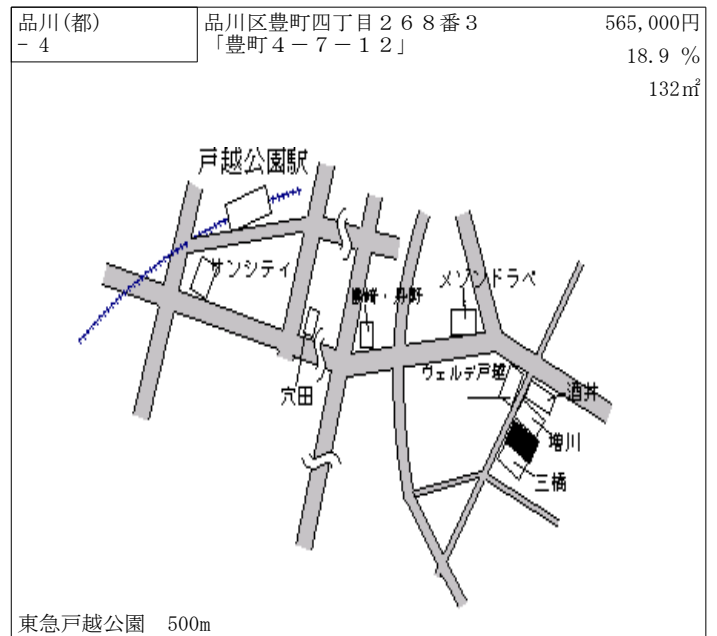 品川(都)
- 4
品川区豊町四丁目２６８番３
「豊町４－７－１２」
565,000円
18.9 %
132㎡
戸越公園駅
サンシティ
メゾンドラペ
穴田
ウェルデ戸越
酒井
増川
三橋
東急戸越公園　500m